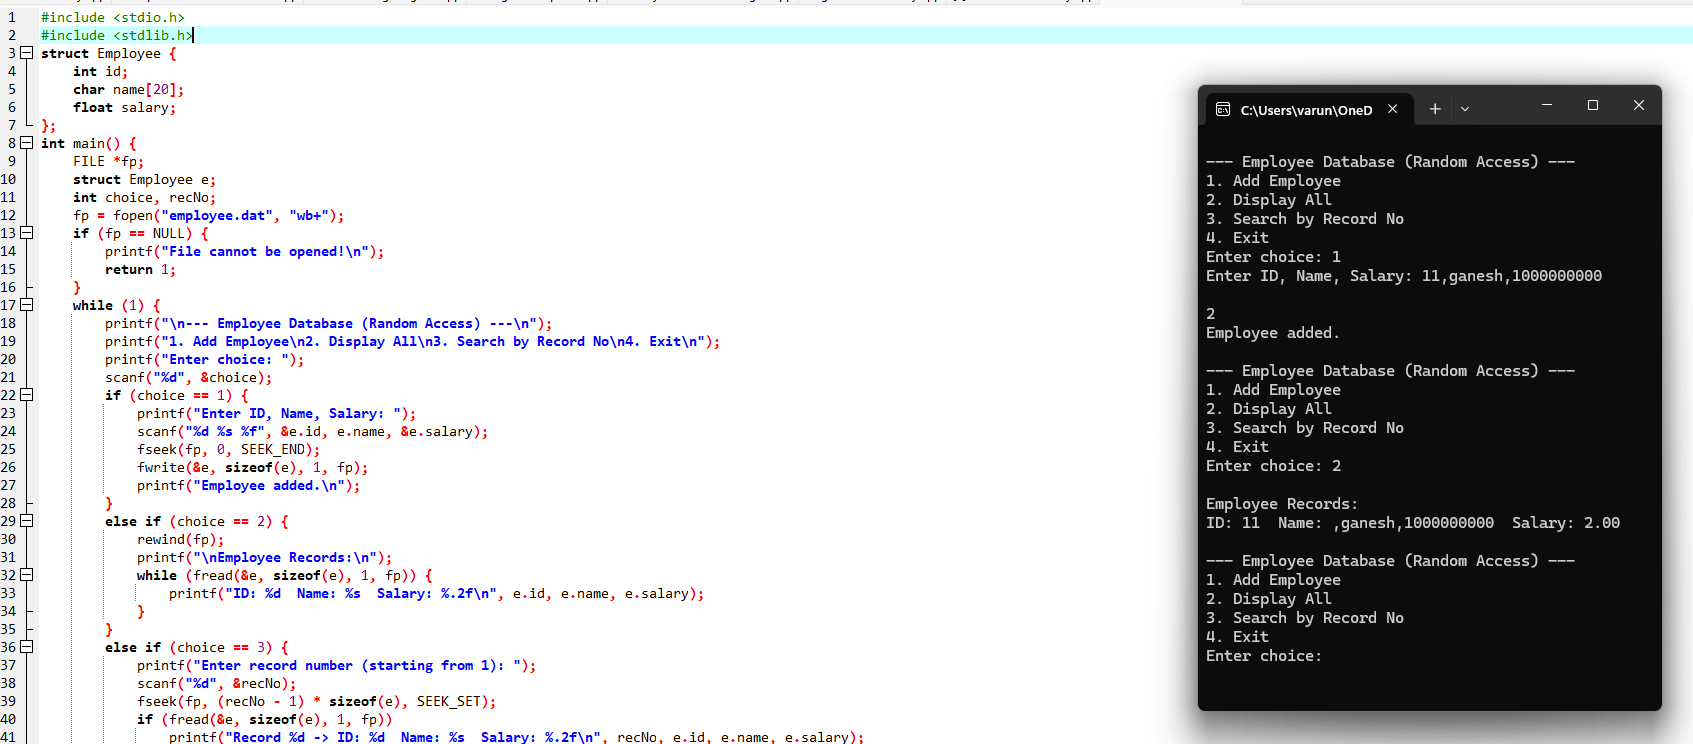 1 #include <stdio.h>
2 #include <stdlib.h>
3 struct Employee {
4 int id;
5 char name[20];
6 float salary;
7 };
8 int main() {
9 FILE *fp;
10 struct Employee e;
11 int choice, recNo;
12 fp = fopen("employee.dat", "wb+");
13 if (fp == NULL) {
14 printf("File cannot be opened!\n");
15 return 1;
16 }
17 while (1) {
18 printf("\n--- Employee Database (Random Access) ---\n");
19 printf("1. Add Employee\n2. Display All\n3. Search by Record No\n4. Exit\n");
20 printf("Enter choice: ");
21 scanf("%d", &choice);
22 if (choice == 1) {
23 printf("Enter ID, Name, Salary: ");
24 scanf("%d %s %f", &e.id, e.name, &e.salary);
25 fseek(fp, 0, SEEK_END);
26 fwrite(&e, sizeof(e), 1, fp);
27 printf("Employee added.\n");
28 }
29 else if (choice == 2) {
30 rewind(fp);
31 printf("\nEmployee Records:\n");
32 while (fread(&e, sizeof(e), 1, fp)) {
33 printf("ID: %d  Name: %s  Salary: %.2f\n", e.id, e.name, e.salary);
34 }
35 }
36 else if (choice == 3) {
37 printf("Enter record number (starting from 1): ");
38 scanf("%d", &recNo);
39 fseek(fp, (recNo - 1) * sizeof(e), SEEK_SET);
40 if (fread(&e, sizeof(e), 1, fp))
41 printf("Record %d -> ID: %d  Name: %s  Salary: %.2f\n", recNo, e.id, e.name, e.salary);
C:\Users\varun\OneD
--- Employee Database (Random Access) ---
1. Add Employee
2. Display All
3. Search by Record No
4. Exit
Enter choice: 1
Enter ID, Name, Salary: 11,ganesh,1000000000
2
Employee added.
--- Employee Database (Random Access) ---
1. Add Employee
2. Display All
3. Search by Record No
4. Exit
Enter choice: 2
Employee Records:
ID: 11  Name: ,ganesh,1000000000  Salary: 2.00
--- Employee Database (Random Access) ---
1. Add Employee
2. Display All
3. Search by Record No
4. Exit
Enter choice: